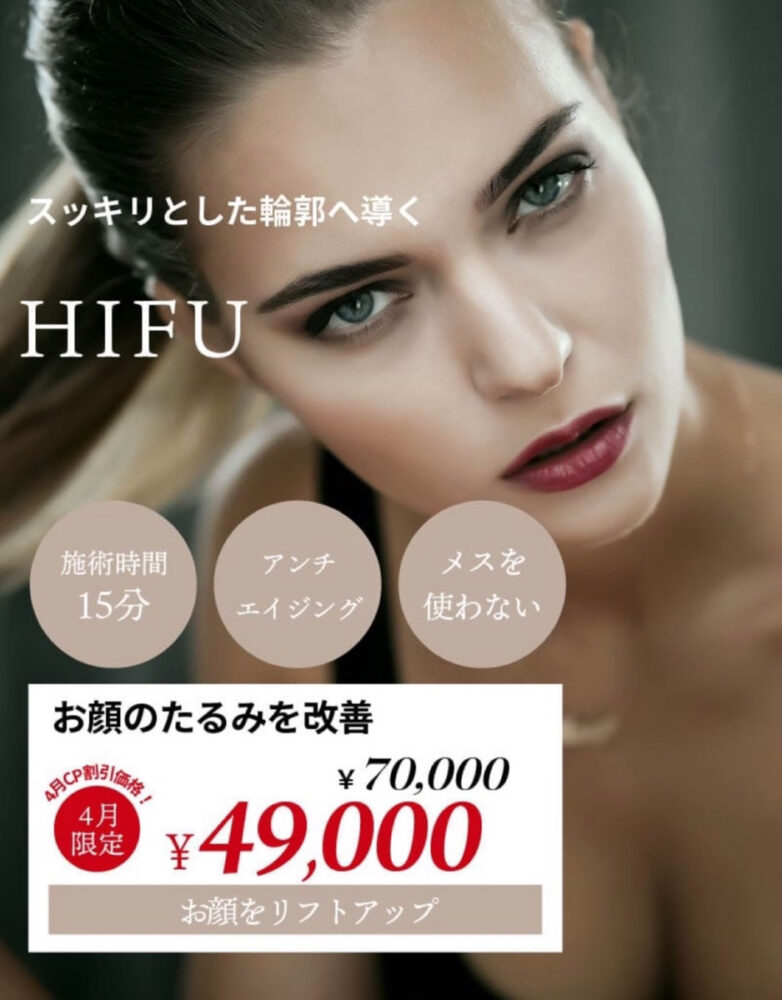 スッキリとした輪郭へ導く
HIFU
施術時間
15分
アンチ
エイジング
メスを
使わない
お顔のたるみを改善
¥70,000
4月CP割引価格!
4月
限定
¥49,000
お顔をリフトアップ